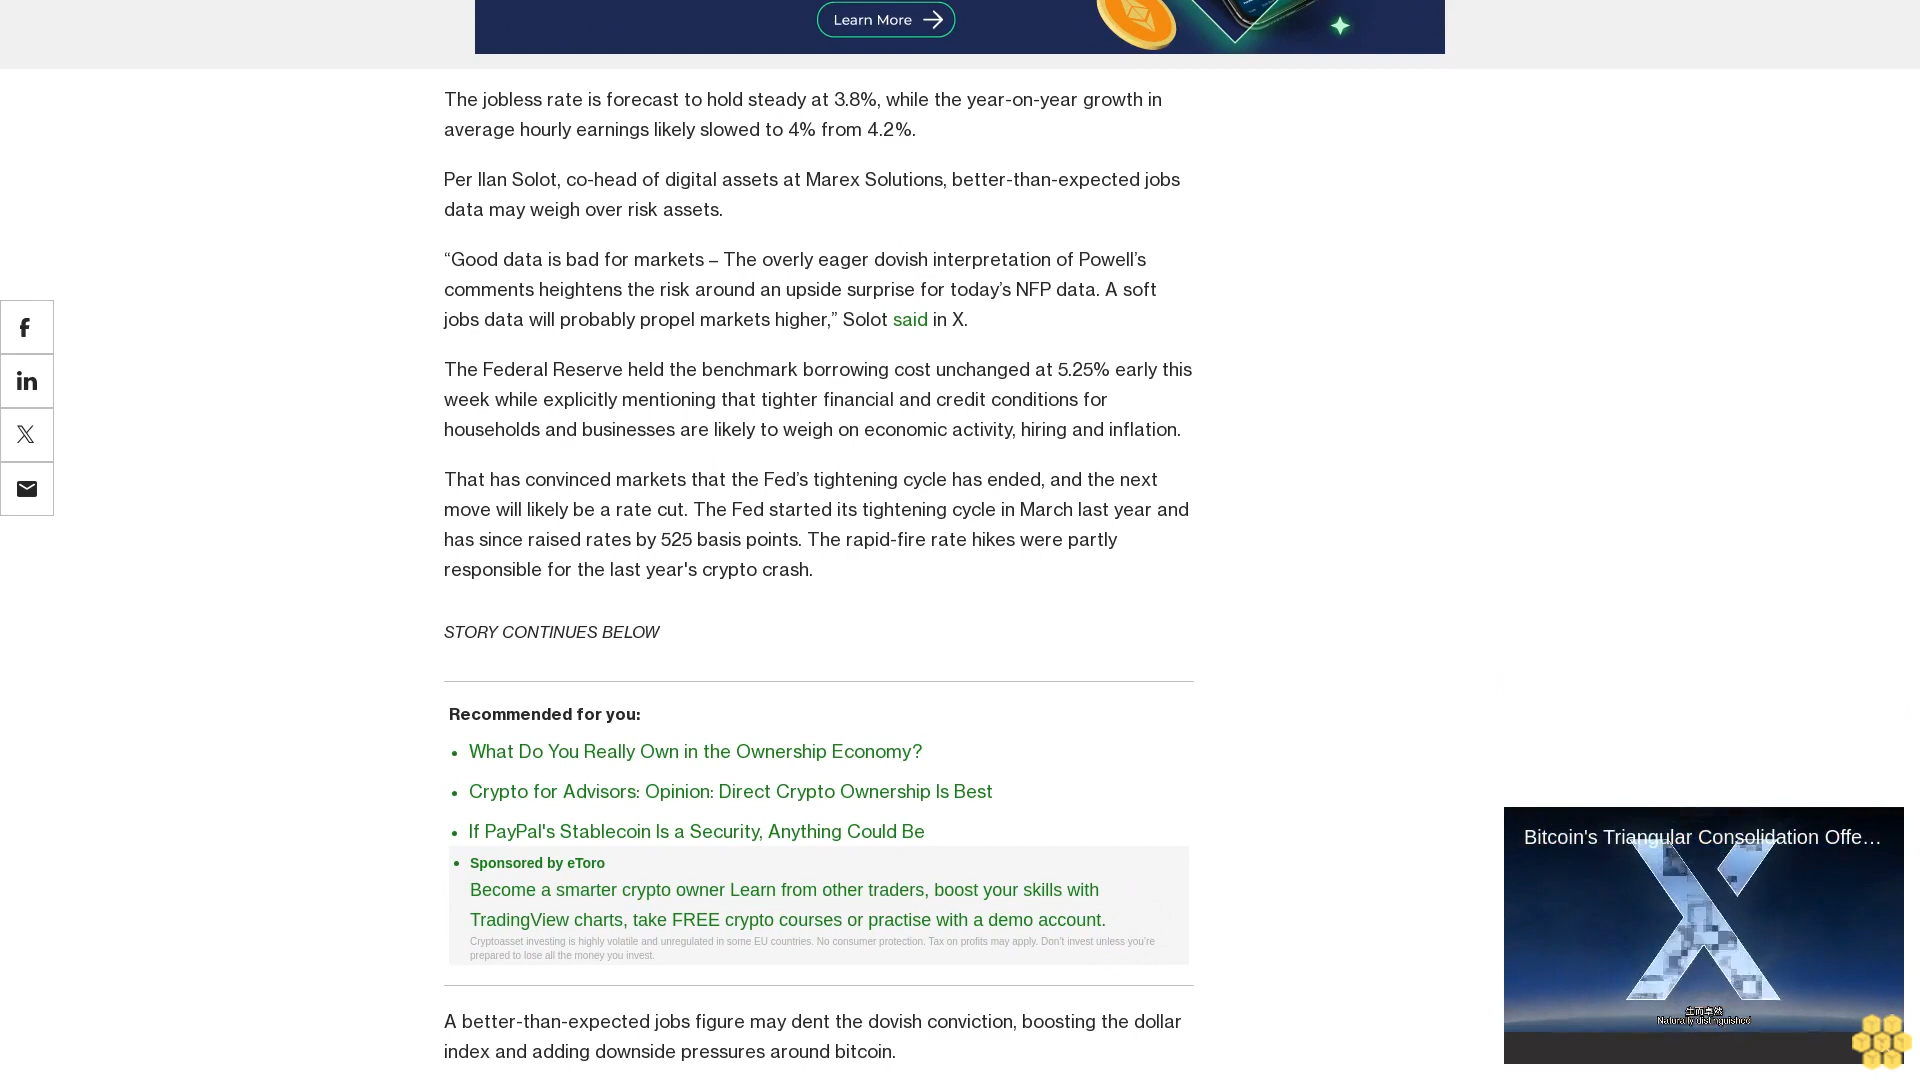 Learn More
The jobless rate is forecast to hold steady at 3.8%, while the year-on-year growth in
average hourly earnings likely slowed to 4% from 4.2%.
Per Ilan Solot, co-head of digital assets at Marex Solutions, better-than-expected jobs
data may weigh over risk assets.
“Good data is bad for markets – The overly eager dovish interpretation of Powell’s
comments heightens the risk around an upside surprise for today’s NFP data. A soft
jobs data will probably propel markets higher,” Solot said in X.
The Federal Reserve held the benchmark borrowing cost unchanged at 5.25% early this
week while explicitly mentioning that tighter financial and credit conditions for
households and businesses are likely to weigh on economic activity, hiring and inflation.
That has convinced markets that the Fed’s tightening cycle has ended, and the next
move will likely be a rate cut. The Fed started its tightening cycle in March last year and
has since raised rates by 525 basis points. The rapid-fire rate hikes were partly
responsible for the last year's crypto crash.
STORY CONTINUES BELOW
Recommended for you:
• What Do You Really Own in the Ownership Economy?
• Crypto for Advisors: Opinion: Direct Crypto Ownership Is Best
• If PayPal's Stablecoin Is a Security, Anything Could Be
• Sponsored by eToro
Become a smarter crypto owner Learn from other traders, boost your skills with
TradingView charts, take FREE crypto courses or practise with a demo account.
Cryptoasset investing is highly volatile and unregulated in some EU countries. No consumer protection. Tax on profits may apply. Don’t invest unless you’re
prepared to lose all the money you invest.
A better-than-expected jobs figure may dent the dovish conviction, boosting the dollar
index and adding downside pressures around bitcoin.
Bitcoin's Triangular Consolidation Offe…
生而卓然
Naturally distinguished